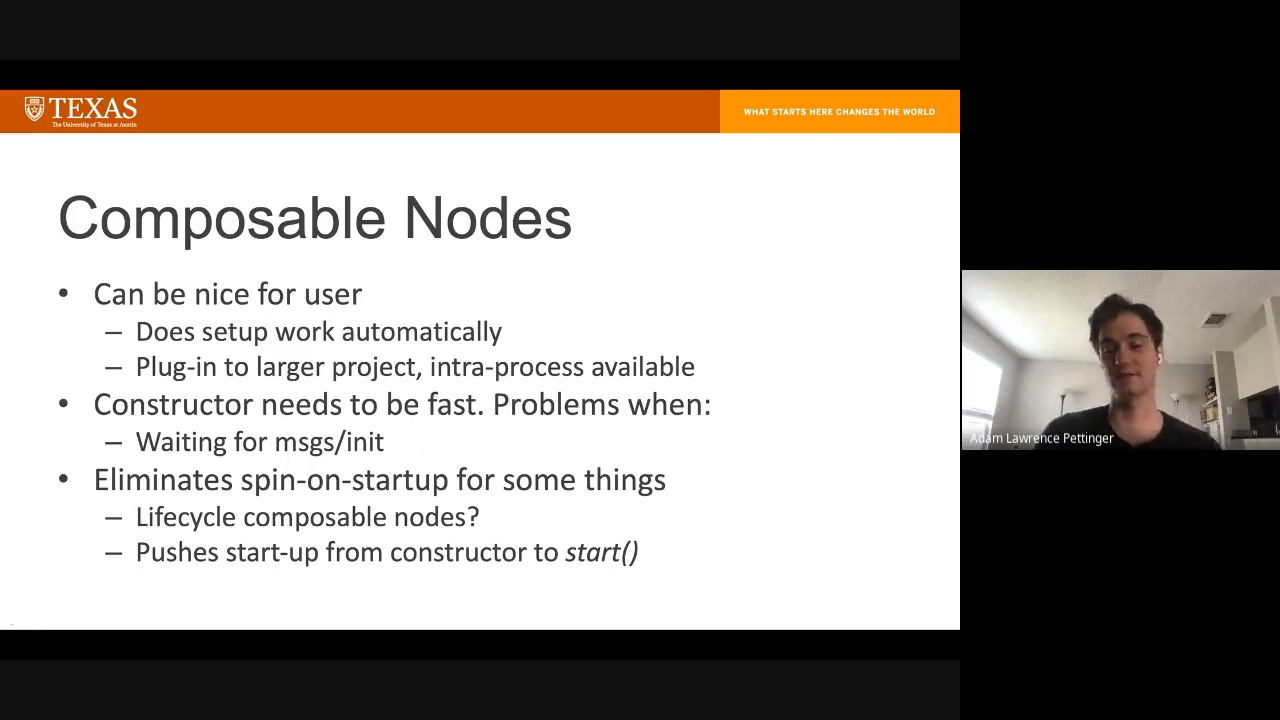 TEXAS
The University of Texas at Austin
WHAT STARTS HERE CHANGES THE WORLD
Composable Nodes
• Can be nice for user
– Does setup work automatically
– Plug-in to larger project, intra-process available
• Constructor needs to be fast. Problems when:
– Waiting for msgs/init
• Eliminates spin-on-startup for some things
– Lifecycle composable nodes?
– Pushes start-up from constructor to start()
Adam Lawrence Pettinger